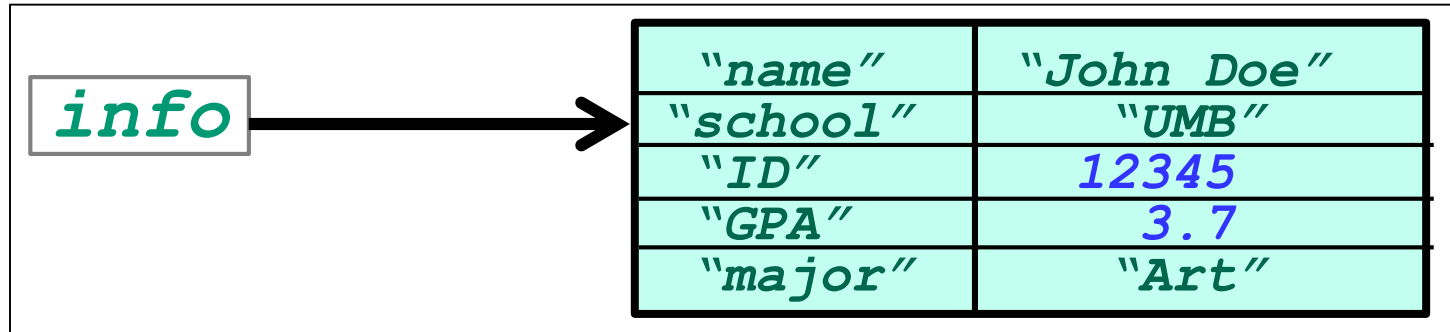 info
“name” “John Doe”
“school” “UMB”
“ID” 12345
“GPA” 3.7
“major” “Art”